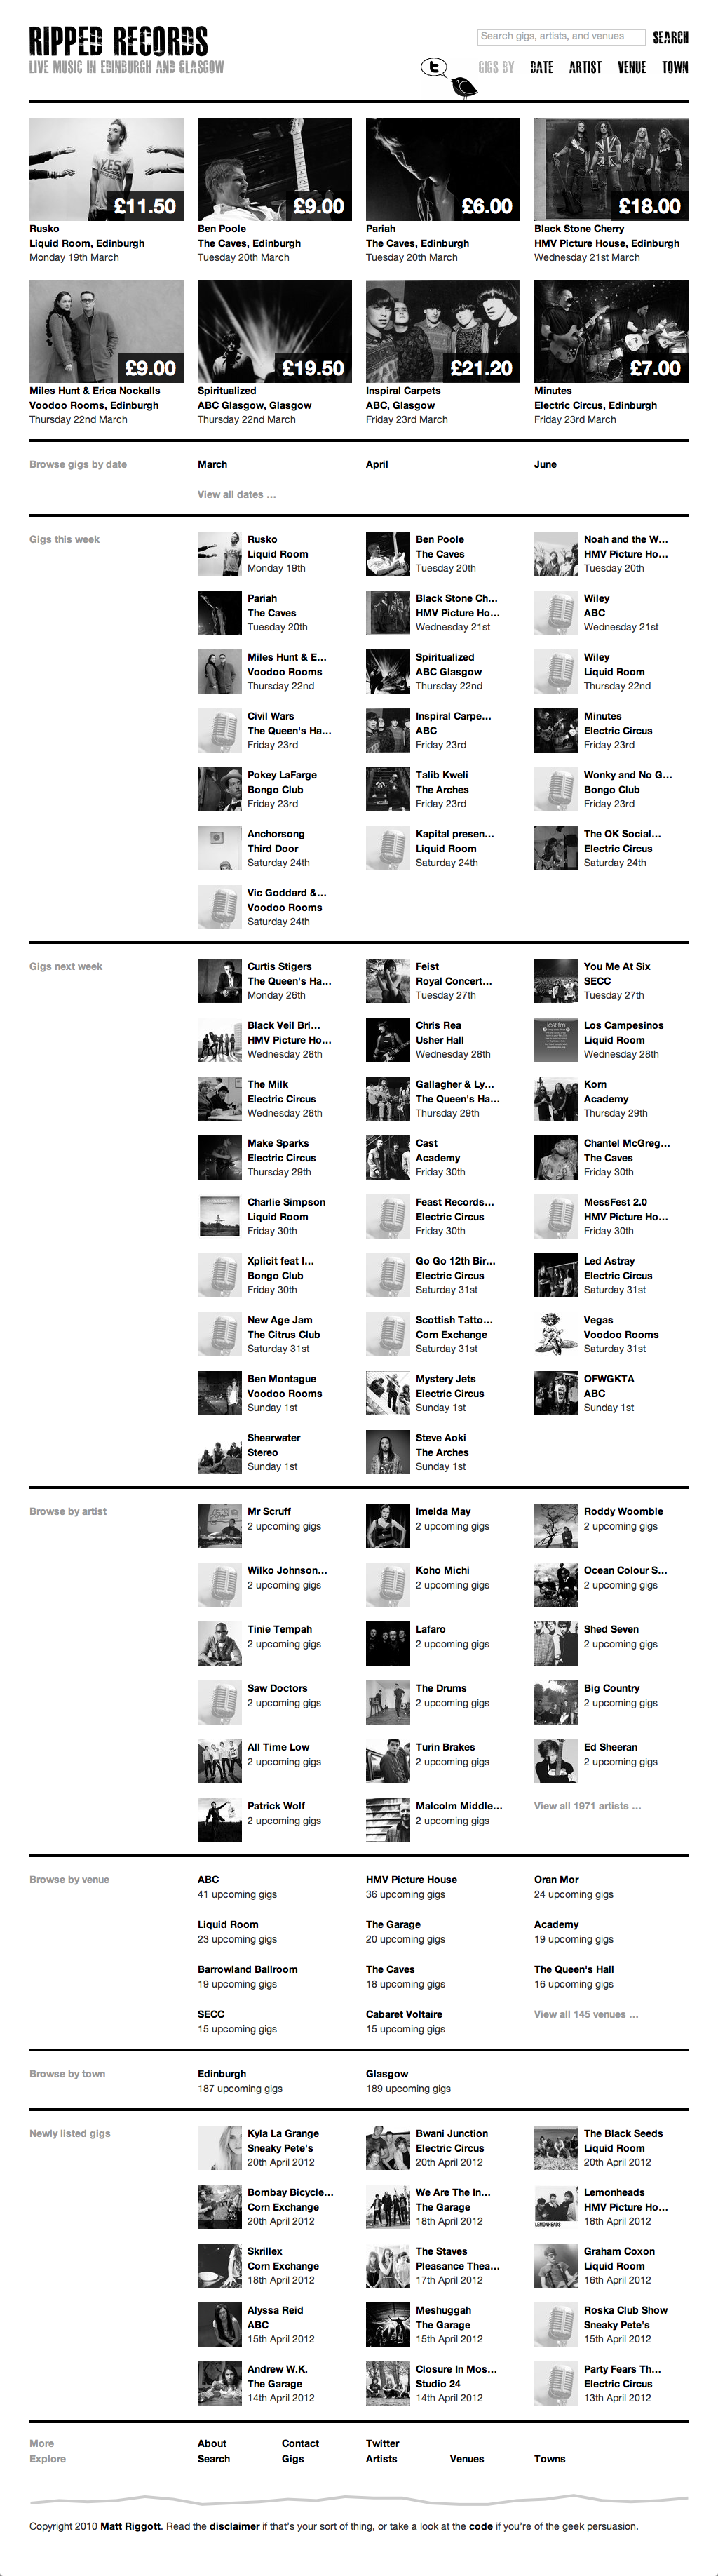 RIPPED RECORDS
LIVE MUSIC IN EDINBURGH AND GLASGOW
Search gigs, artists, and venues SEARCH
GIGS BY DATE ARTIST VENUE TOWN
£11.50 £9.00 £6.00 £18.00
Rusko Ben Poole Pariah Black Stone Cherry
Liquid Room, Edinburgh The Caves, Edinburgh The Caves, Edinburgh HMV Picture House, Edinburgh
Monday 19th March Tuesday 20th March Tuesday 20th March Wednesday 21st March
£9.00 £19.50 £21.20 £7.00
Miles Hunt & Erica Nockalls Spiritualized Inspiral Carpets Minutes
Voodoo Rooms, Edinburgh ABC Glasgow, Glasgow ABC, Glasgow Electric Circus, Edinburgh
Thursday 22nd March Thursday 22nd March Friday 23rd March Friday 23rd March
Browse gigs by date March April June
View all dates ...
Gigs this week Rusko Ben Poole Noah and the W...
Liquid Room The Caves HMV Picture Ho...
Monday 19th Tuesday 20th Tuesday 20th
Pariah Black Stone Ch... Wiley
The Caves HMV Picture Ho... ABC
Tuesday 20th Wednesday 21st Wednesday 21st
Miles Hunt & E... Spiritualized Wiley
Voodoo Rooms ABC Glasgow Liquid Room
Thursday 22nd Thursday 22nd Thursday 22nd
Civil Wars Inspiral Carpe... Minutes
The Queen's Ha... ABC Electric Circus
Friday 23rd Friday 23rd Friday 23rd
Pokey LaFarge Talib Kweli Wonky and No G...
Bongo Club The Arches Bongo Club
Friday 23rd Friday 23rd Friday 23rd
Anchorsong Kapital presen... The OK Social...
Third Door Liquid Room Electric Circus
Saturday 24th Saturday 24th Saturday 24th
Vic Goddard &...
Voodoo Rooms
Saturday 24th
Gigs next week Curtis Stigers Feist You Me At Six
The Queen's Ha... Royal Concert... SECC
Monday 26th Tuesday 27th Tuesday 27th
Black Veil Bri... Chris Rea Los Campesinos
HMV Picture Ho... Usher Hall Liquid Room
Wednesday 28th Wednesday 28th Wednesday 28th
The Milk Gallagher & Ly... Korn
Electric Circus The Queen's Ha... Academy
Wednesday 28th Thursday 29th Thursday 29th
Make Sparks Cast Chantel McGreg...
Electric Circus Academy The Caves
Thursday 29th Friday 30th Friday 30th
Charlie Simpson Feast Records... MessFest 2.0
Liquid Room Electric Circus HMV Picture Ho...
Friday 30th Friday 30th Friday 30th
Xplicit feat I... Go Go 12th Bir... Led Astray
Bongo Club Electric Circus Electric Circus
Friday 30th Saturday 31st Saturday 31st
New Age Jam Scottish Tatto... Vegas
The Citrus Club Corn Exchange Voodoo Rooms
Saturday 31st Saturday 31st Saturday 31st
Ben Montague Mystery Jets OFWGKTA
Voodoo Rooms Electric Circus ABC
Sunday 1st Sunday 1st Sunday 1st
Shearwater Steve Aoki
Stereo The Arches
Sunday 1st Sunday 1st
Browse by artist Mr Scruff Imelda May Roddy Woomble
2 upcoming gigs 2 upcoming gigs 2 upcoming gigs
Wilko Johnson... Koho Michi Ocean Colour S...
2 upcoming gigs 2 upcoming gigs 2 upcoming gigs
Tinie Tempah Lafaro Shed Seven
2 upcoming gigs 2 upcoming gigs 2 upcoming gigs
Saw Doctors The Drums Big Country
2 upcoming gigs 2 upcoming gigs 2 upcoming gigs
All Time Low Turin Brakes Ed Sheeran
2 upcoming gigs 2 upcoming gigs 2 upcoming gigs
Patrick Wolf Malcolm Middle... View all 1971 artists ...
2 upcoming gigs 2 upcoming gigs
Browse by venue ABC HMV Picture House Oran Mor
41 upcoming gigs 36 upcoming gigs 24 upcoming gigs
Liquid Room The Garage Academy
23 upcoming gigs 20 upcoming gigs 19 upcoming gigs
Barrowland Ballroom The Caves The Queen's Hall
19 upcoming gigs 18 upcoming gigs 16 upcoming gigs
SECC Cabaret Voltaire View all 145 venues ...
15 upcoming gigs 15 upcoming gigs
Browse by town Edinburgh Glasgow
187 upcoming gigs 189 upcoming gigs
Newly listed gigs Kyla La Grange Bwani Junction The Black Seeds
Sneaky Pete's Electric Circus Liquid Room
20th April 2012 20th April 2012 20th April 2012
Bombay Bicycle... We Are The In... Lemonheads
Corn Exchange The Garage HMV Picture Ho...
20th April 2012 18th April 2012 18th April 2012
Skrillex The Staves Graham Coxon
Corn Exchange Pleasance Thea... Liquid Room
18th April 2012 17th April 2012 16th April 2012
Alyssa Reid Meshuggah Roska Club Show
ABC The Garage Sneaky Pete's
15th April 2012 15th April 2012 15th April 2012
Andrew W.K. Closure In Mos... Party Fears Th...
The Garage Studio 24 Electric Circus
14th April 2012 14th April 2012 13th April 2012
More About Contact Twitter
Explore Search Gigs Artists Venues Towns
Copyright 2010 Matt Riggott. Read the disclaimer if that's your sort of thing, or take a look at the code if you're of the geek persuasion.